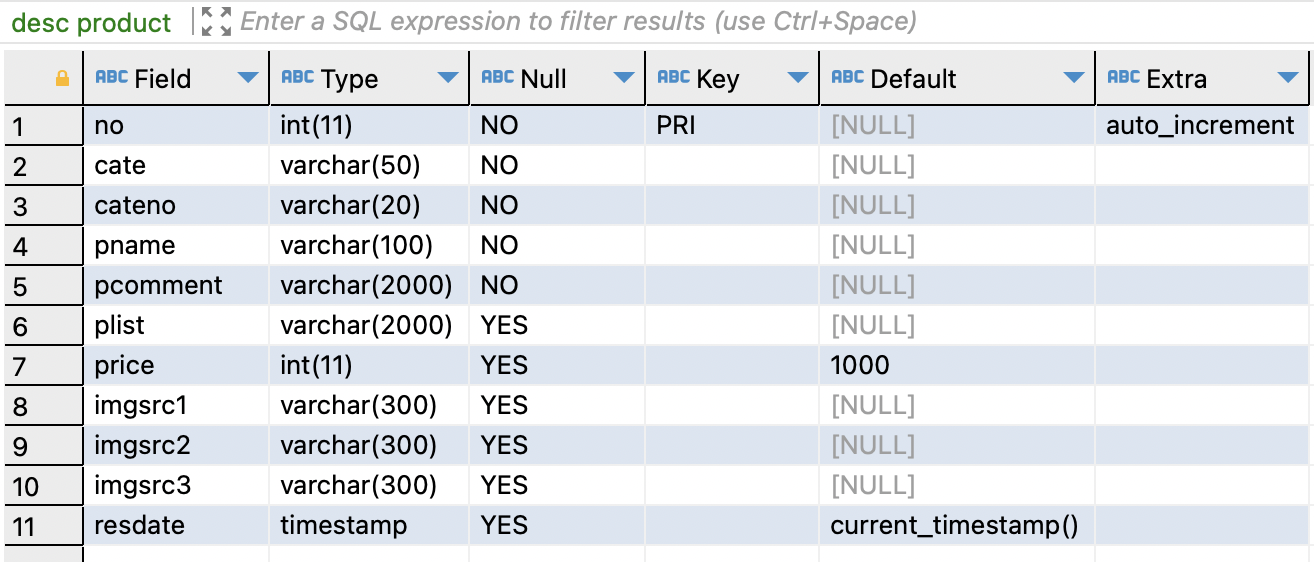 desc product Enter a SQL expression to filter results (use Ctrl+Space)
ABC Field ABC Type ABC Null ABC Key ABC Default ABC Extra
1 no int(11) NO PRI [NULL] auto_increment
2 cate varchar(50) NO [NULL]
3 cateno varchar(20) NO [NULL]
4 pname varchar(100) NO [NULL]
5 pcomment varchar(2000) NO [NULL]
6 plist varchar(2000) YES [NULL]
7 price int(11) YES 1000
8 imgsrc1 varchar(300) YES [NULL]
9 imgsrc2 varchar(300) YES [NULL]
10 imgsrc3 varchar(300) YES [NULL]
11 resdate timestamp YES current_timestamp()